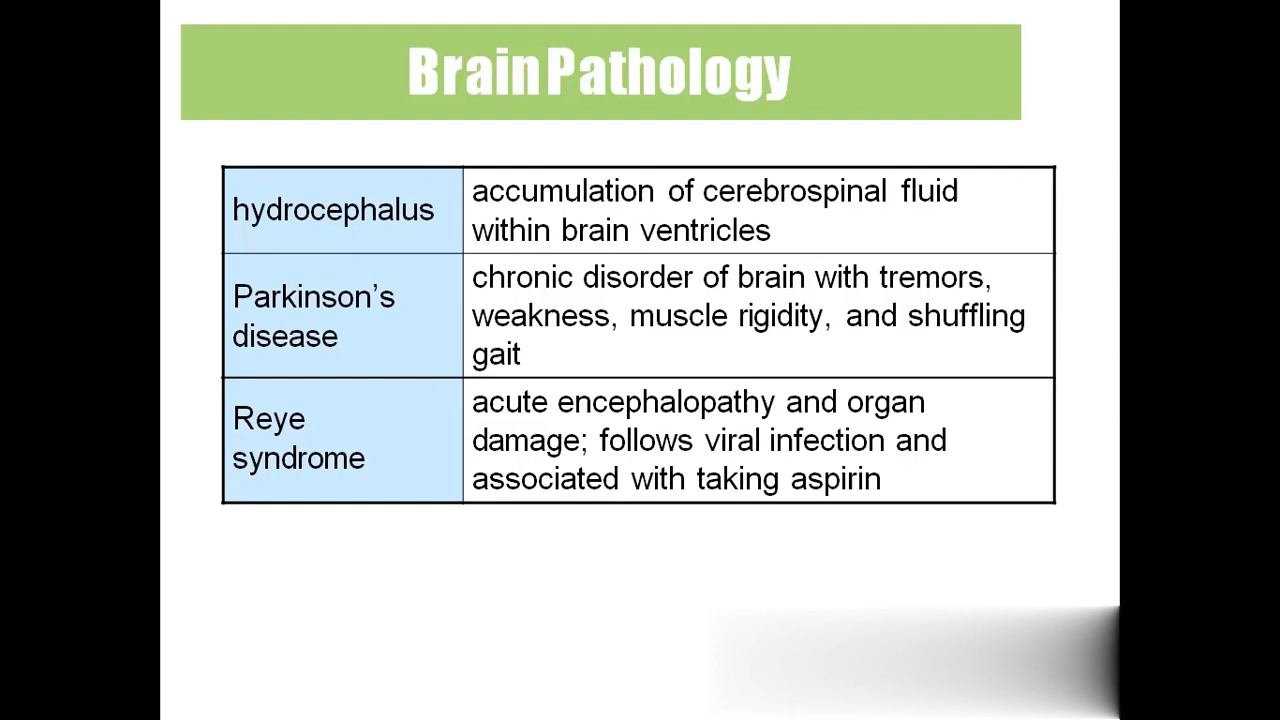 Brain Pathology
hydrocephalus
accumulation of cerebrospinal fluid
within brain ventricles
Parkinson’s
disease
chronic disorder of brain with tremors,
weakness, muscle rigidity, and shuffling
gait
Reye
syndrome
acute encephalopathy and organ
damage; follows viral infection and
associated with taking aspirin